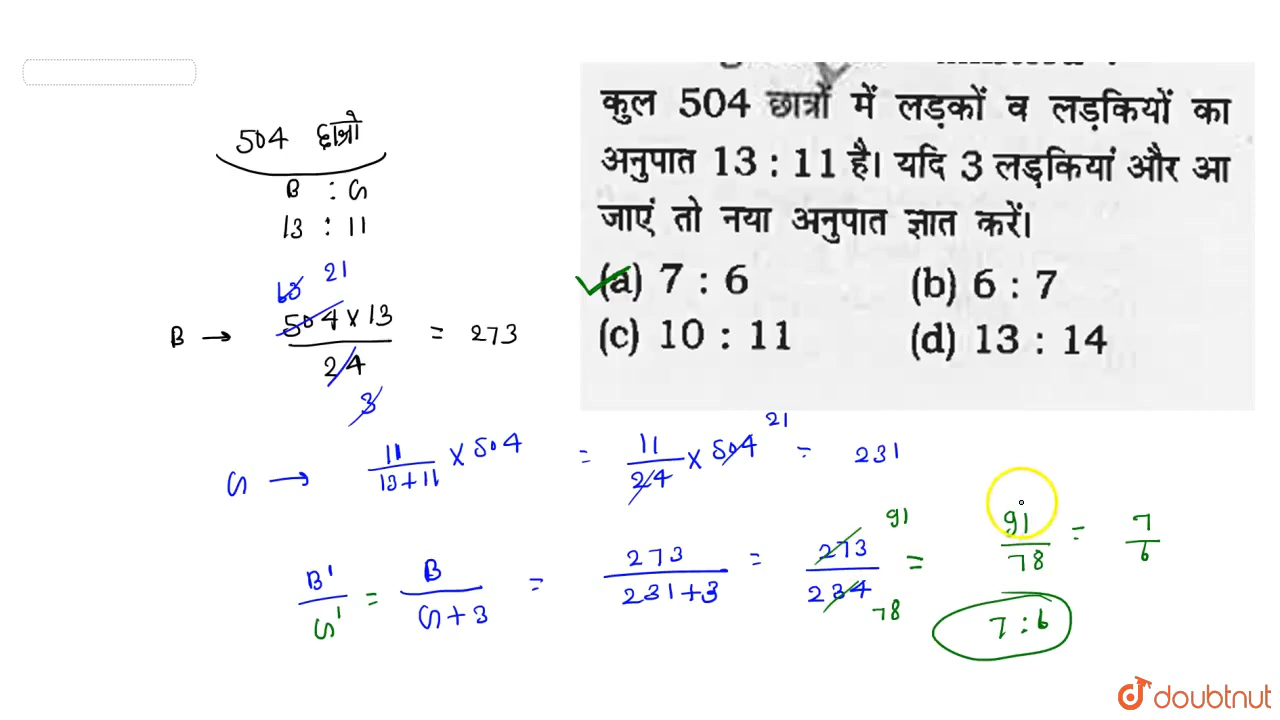 504 छात्रो
B : G
13 : 11
63 21
B → 504 × 13 / 24 = 273
3
कुल 504 छात्रों में लड़कों व लड़कियों का
अनुपात 13 : 11 है। यदि 3 लड़कियां और आ
जाएं तो नया अनुपात ज्ञात करें।
(a) 7 : 6 (b) 6 : 7
(c) 10 : 11 (d) 13 : 14
G → 11 / 13+11 × 504 = 11 / 24 × 504 21 = 231
B' / G' = B / G+3 = 273 / 231+3 = 273 / 234 91 78 = 91 / 78 = 7 / 6
7 : 6
doubtnut